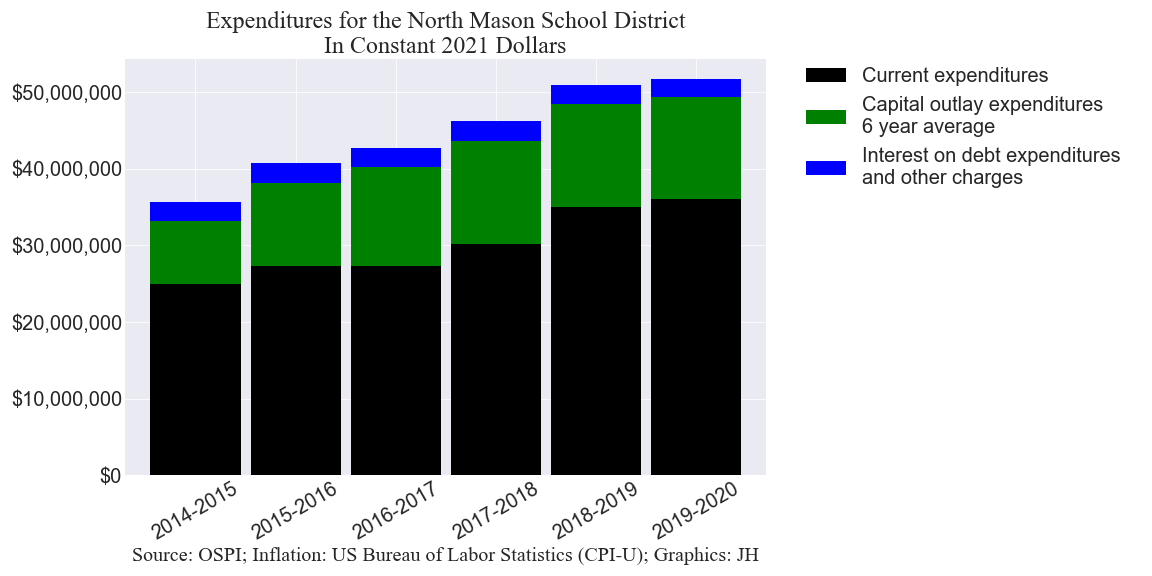 Expenditures for the North Mason School District
In Constant 2021 Dollars
$50,000,000
$40,000,000
$30,000,000
$20,000,000
$10,000,000
$0
2014-2015
2015-2016
2016-2017
2017-2018
2018-2019
2019-2020
Current expenditures
Capital outlay expenditures
6 year average
Interest on debt expenditures
and other charges
Source: OSPI; Inflation: US Bureau of Labor Statistics (CPI-U); Graphics: JH